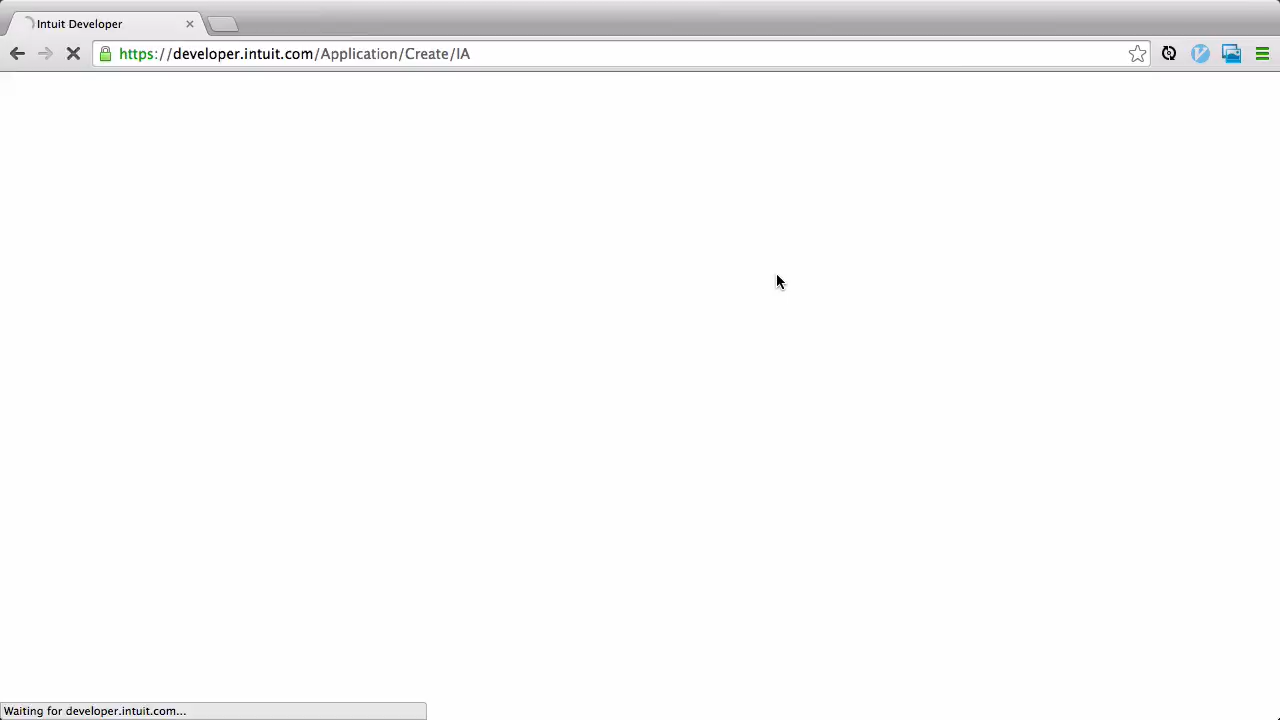 Intuit Developer
https://developer.intuit.com/Application/Create/IA
Waiting for developer.intuit.com...